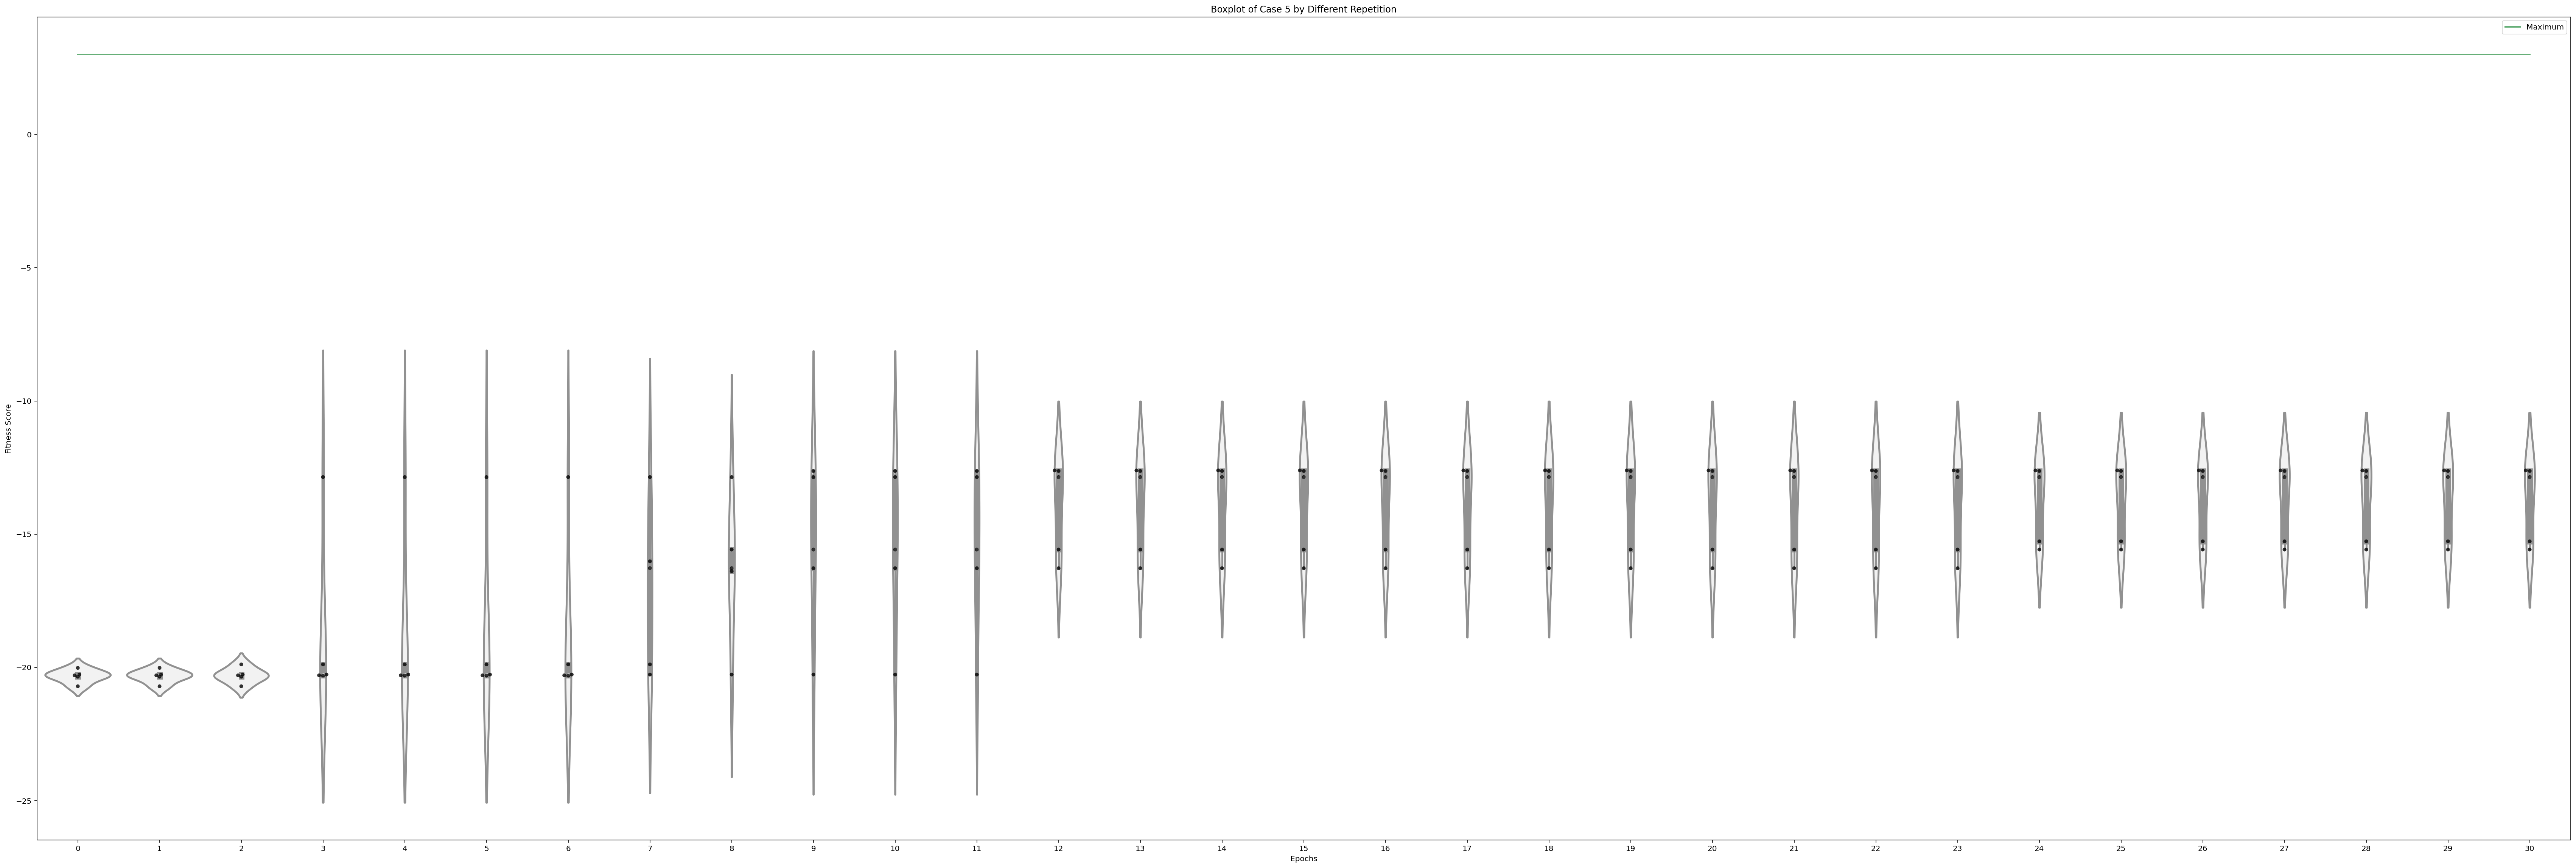 Boxplot of Case 5 by Different Repetition
Maximum
Fitness Score
0
−5
−10
−15
−20
−25
0 1 2 3 4 5 6 7 8 9 10 11 12 13 14 15 16 17 18 19 20 21 22 23 24 25 26 27 28 29 30
Epochs